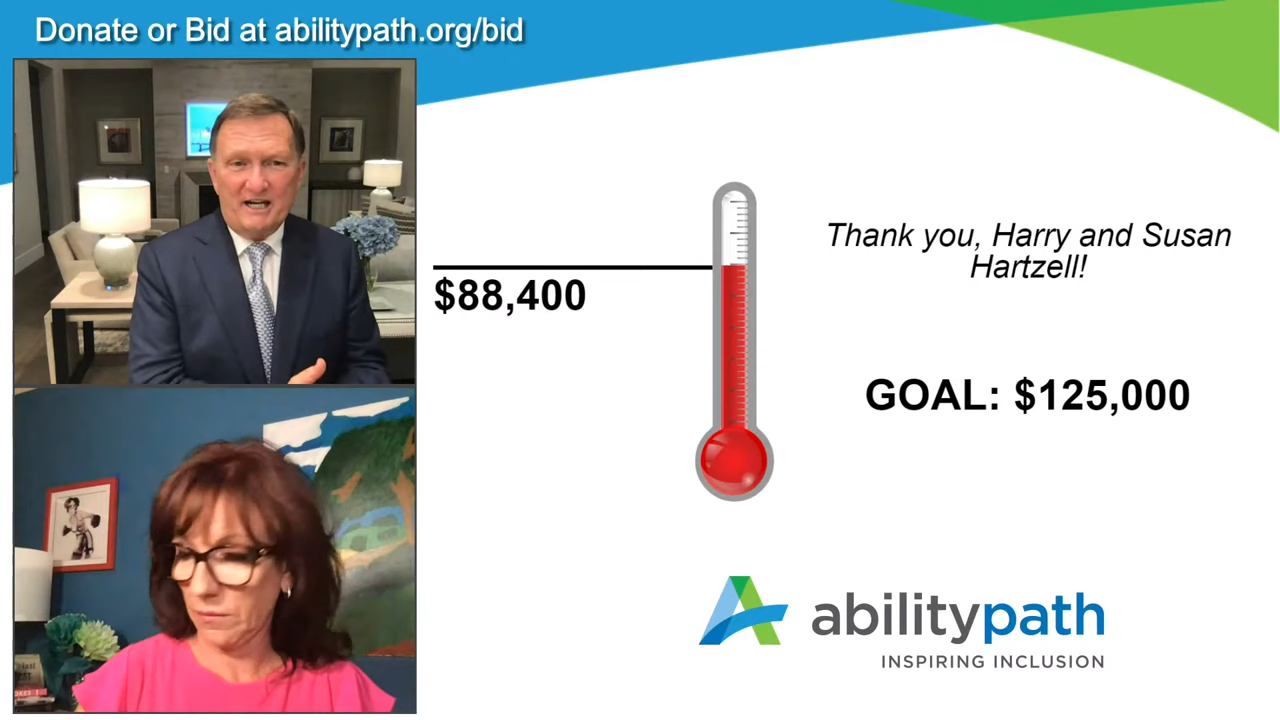 Donate or Bid at abilitypath.org/bid
$88,400
Thank you, Harry and Susan
Hartzell!
GOAL: $125,000
abilitypath
INSPIRING INCLUSION